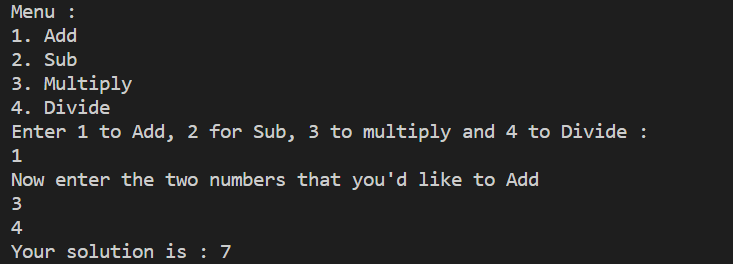 Menu :
1. Add
2. Sub
3. Multiply
4. Divide
Enter 1 to Add, 2 for Sub, 3 to multiply and 4 to Divide :
1
Now enter the two numbers that you'd like to Add
3
4
Your solution is : 7